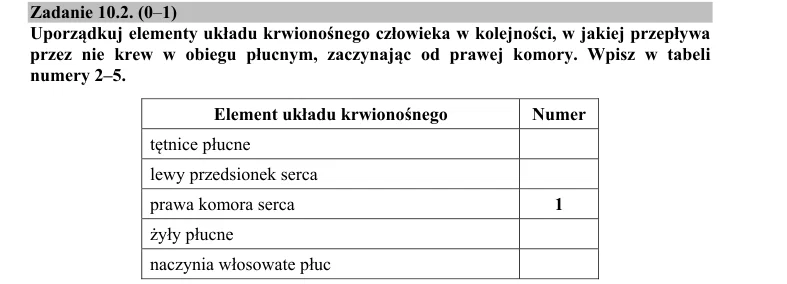 Zadanie 10.2. (0–1)
Uporządkuj elementy układu krwionośnego człowieka w kolejności, w jakiej przepływa
przez nie krew w obiegu płucnym, zaczynając od prawej komory. Wpisz w tabeli
numery 2–5.
Element układu krwionośnego Numer
tętnice płucne
lewy przedsionek serca
prawa komora serca 1
żyły płucne
naczynia włosowate płuc